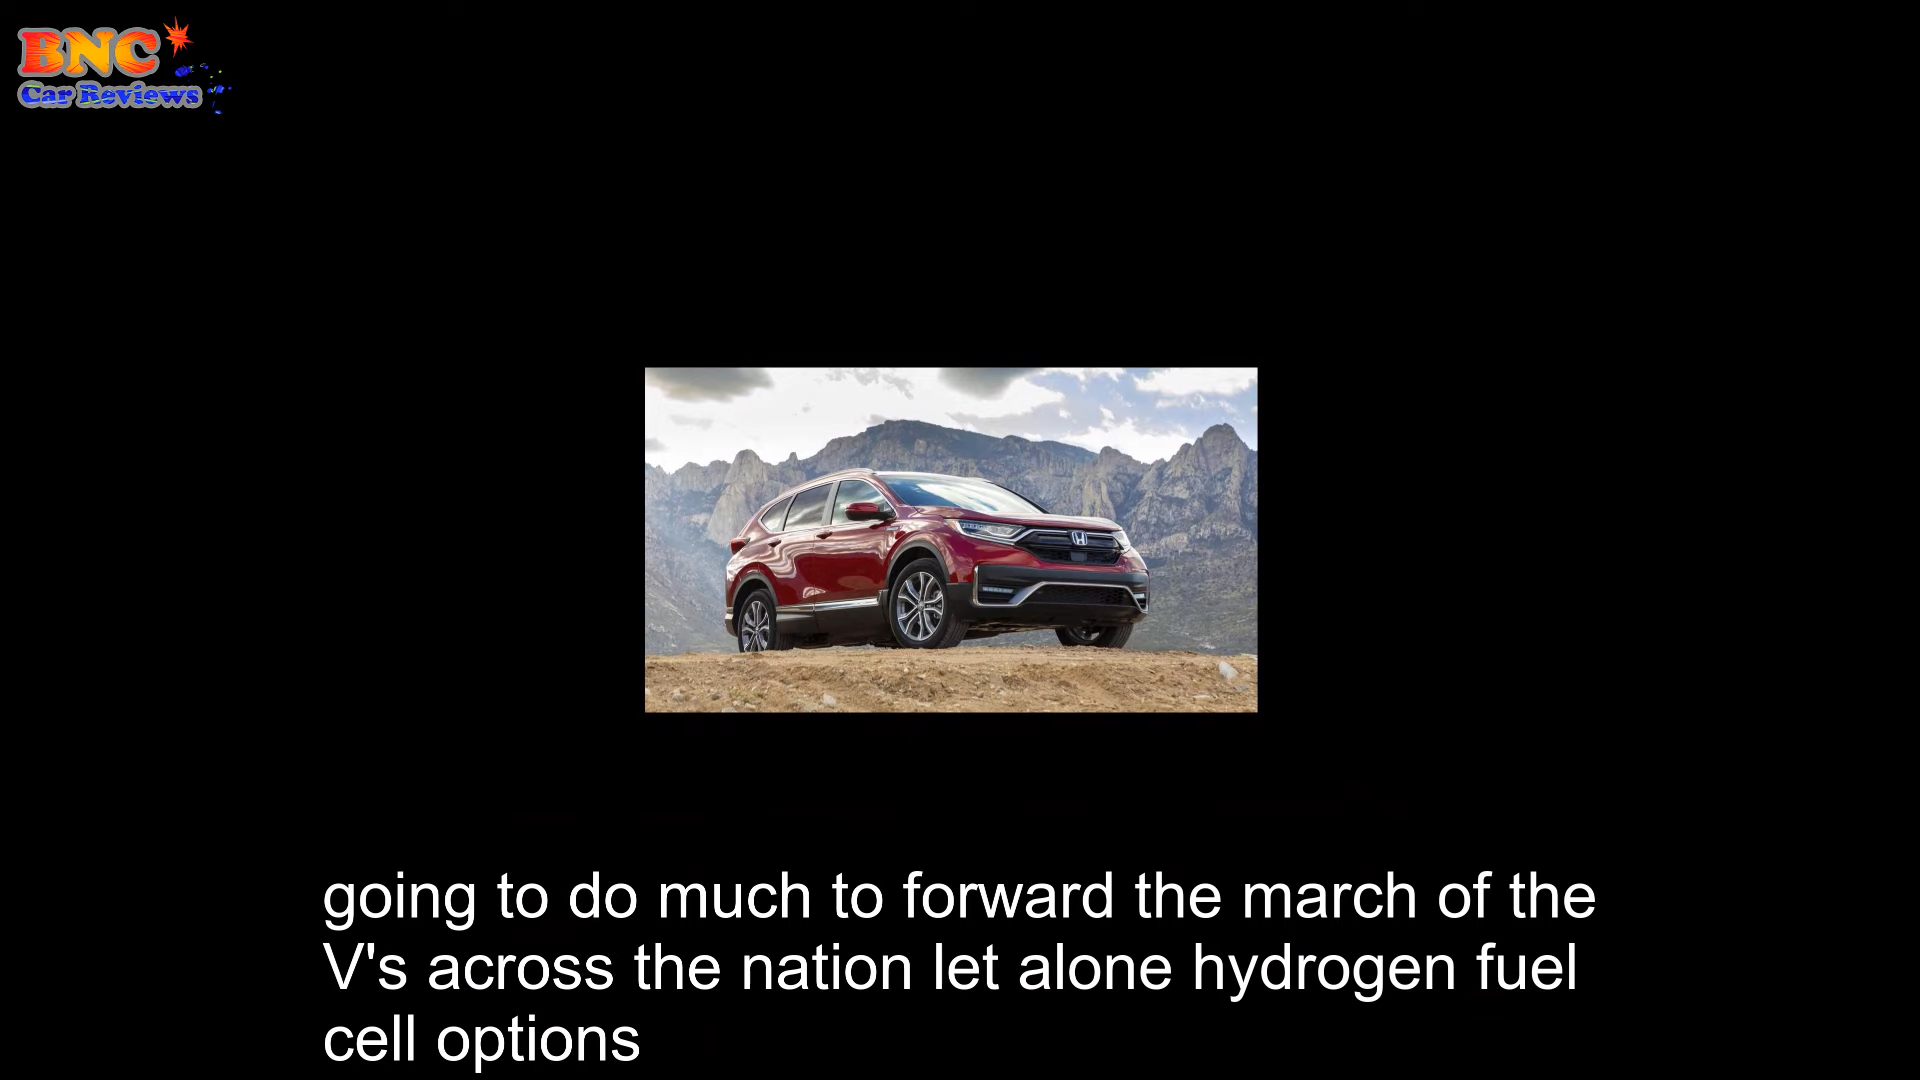 BNC
Car Reviews
going to do much to forward the march of the
V's across the nation let alone hydrogen fuel
cell options